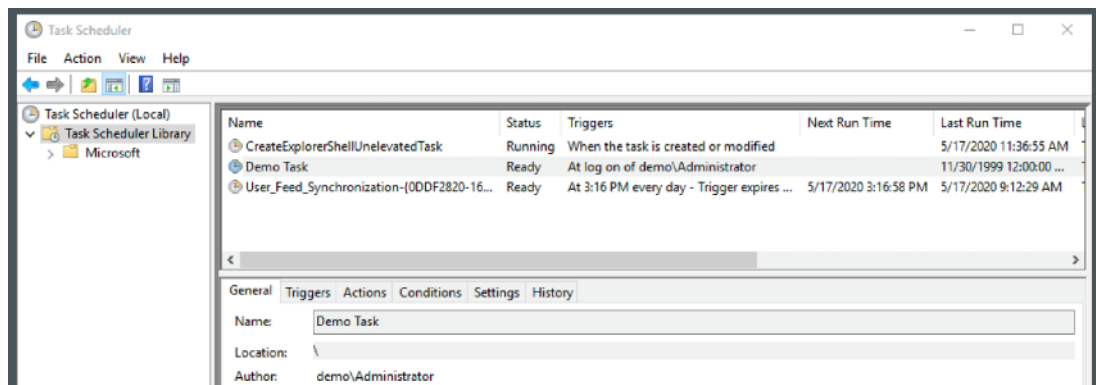 Task Scheduler
File Action View Help
Task Scheduler (Local)
Task Scheduler Library
Microsoft
Name Status Triggers Next Run Time Last Run Time
CreateExplorerShellUnelevatedTask Running When the task is created or modified 5/17/2020 11:36:55 AM
Demo Task Ready At log on of demo\Administrator 11/30/1999 12:00:00 ...
User_Feed_Synchronization-{0DDF2820-16... Ready At 3:16 PM every day - Trigger expires ... 5/17/2020 3:16:58 PM 5/17/2020 9:12:29 AM
General Triggers Actions Conditions Settings History
Name: Demo Task
Location: \
Author: demo\Administrator